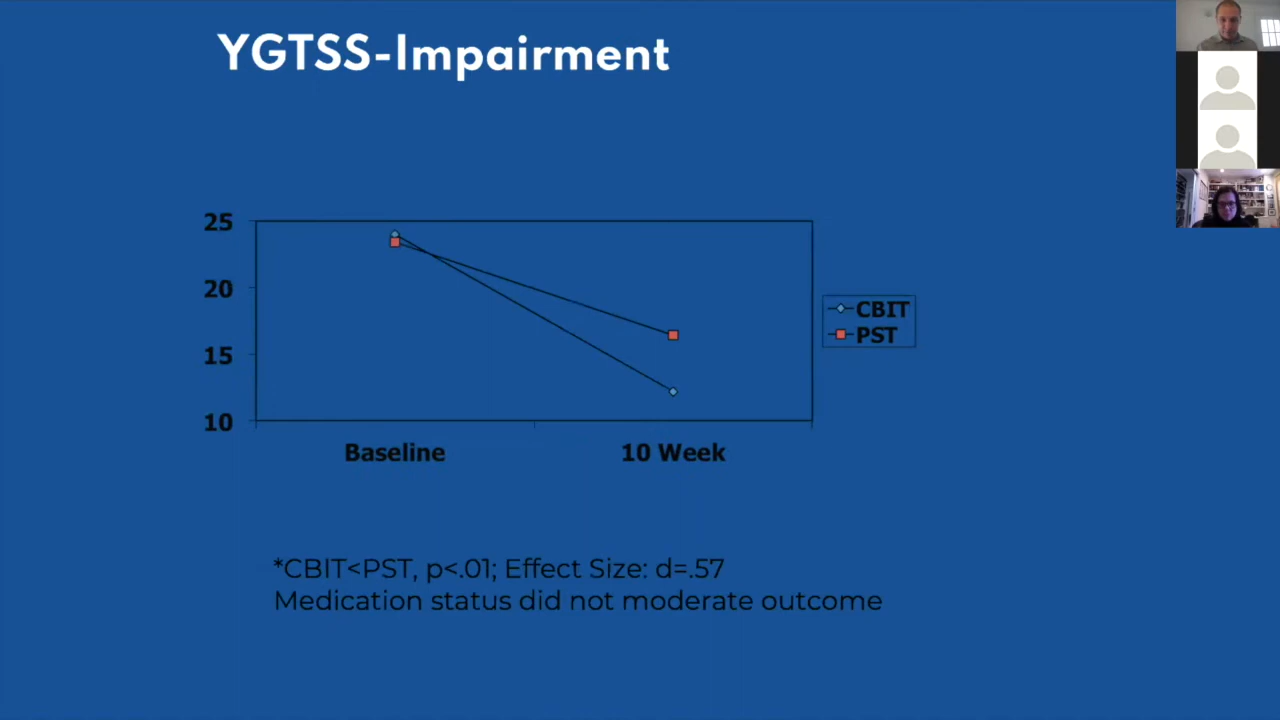 YGTSS-Impairment
25
20
15
10
Baseline
10 Week
CBIT
PST
*CBIT<PST, p<.01; Effect Size: d=.57
Medication status did not moderate outcome